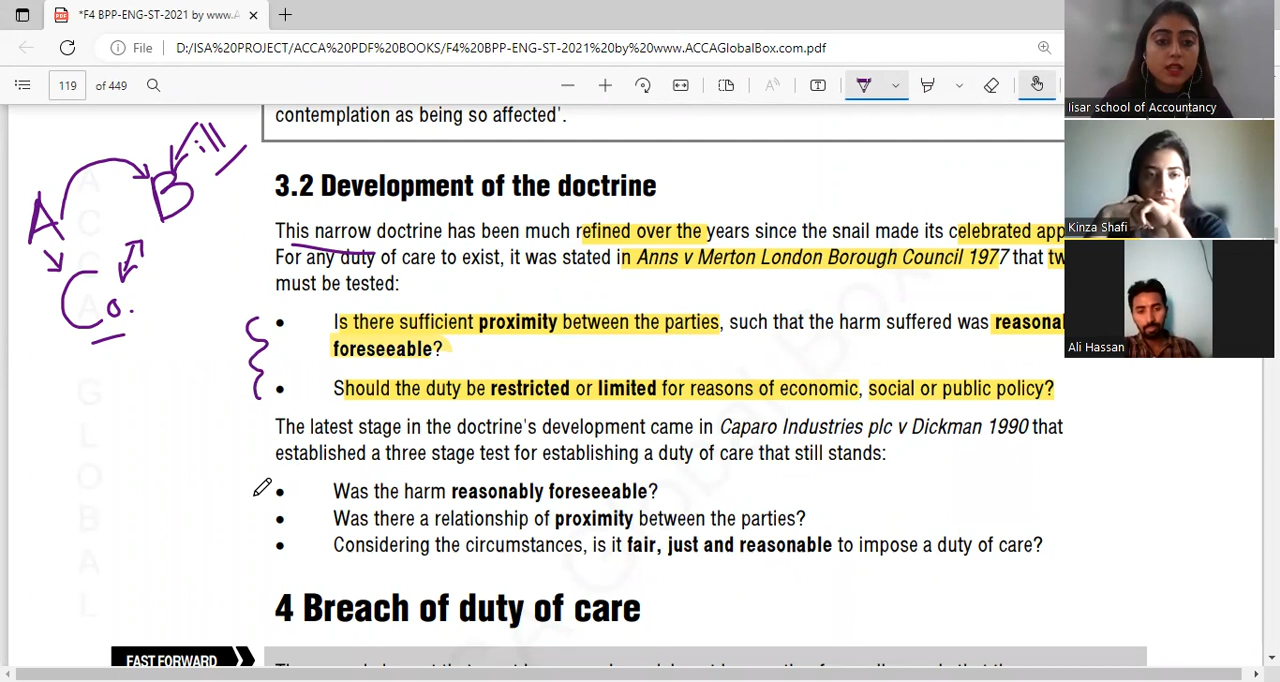 *F4 BPP-ENG-ST-2021 by www.A
File D:/ISA%20PROJECT/ACCA%20PDF%20BOOKS/F4%20BPP-ENG-ST-2021%20by%20www.ACCAGlobalBox.com.pdf
119 of 449
Iisar school of Accountancy
Kinza Shafi
Ali Hassan
contemplation as being so affected'.
ill
A B
Co.
3.2 Development of the doctrine
This narrow doctrine has been much refined over the years since the snail made its celebrated app
For any duty of care to exist, it was stated in Anns v Merton London Borough Council 1977 that tw
must be tested:
• Is there sufficient proximity between the parties, such that the harm suffered was reasonal
foreseeable?
• Should the duty be restricted or limited for reasons of economic, social or public policy?
The latest stage in the doctrine's development came in Caparo Industries plc v Dickman 1990 that
established a three stage test for establishing a duty of care that still stands:
• Was the harm reasonably foreseeable?
• Was there a relationship of proximity between the parties?
• Considering the circumstances, is it fair, just and reasonable to impose a duty of care?
4 Breach of duty of care
FAST FORWARD